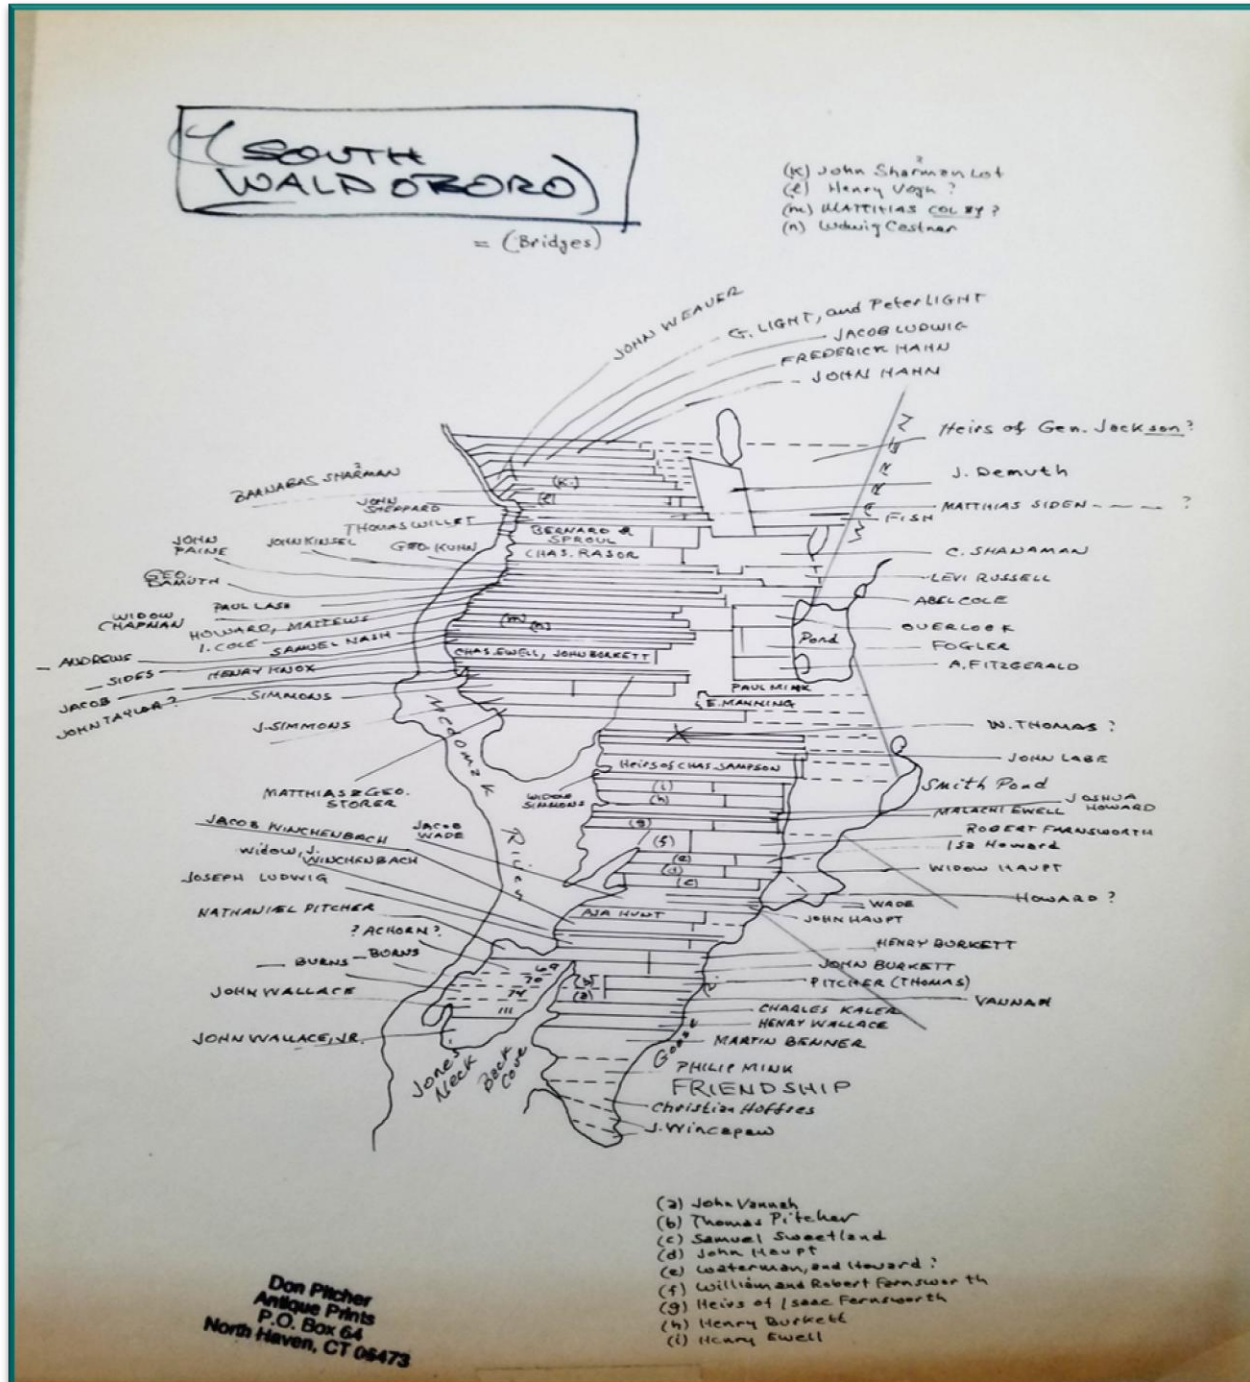 (SOUTH
WALDOBORO)
= (Bridges)
(k) John Sharman Lot
(l) Henry Vogh ?
(m) MATTHIAS COLBY ?
(n) Ludwig Castner
JOHN WEAVER
G. LIGHT, and Peter LIGHT
JACOB LUDWIG
FREDERICK HAHN
JOHN HAHN
Heirs of Gen. Jackson?
J. Demuth
MATTHIAS SIDEN - - - - ?
FISH
C. SHANAMAN
LEVI RUSSELL
ABEL COLE
OVERLOOK
FOGLER
A. FITZGERALD
BARNABAS SHARMAN
JOHN
SHEPPARD
THOMAS WILLET
JOHN
PAINE
JOHN KINSEL
GEO. KUHN
GEO.
DAMUTH
PAUL LASH
WIDOW
CHAPMAN
HOWARD, MATHEWS
I. COLE
SAMUEL NASH
ANDREWS
SIDES
HENRY KNOX
JACOB
JOHN TAYLOR ?
SIMMONS
J. SIMMONS
(k.)
(l)
BERNARD &
SPROUL
CHAS. RASOR
(m)
(n)
CHAS. EWELL, JOHN BURKETT
Pond
PAUL MINK
E. MANNING
W. THOMAS ?
JOHN LABE
Heirs of CHAS. SAMPSON
Smith Pond
JOSHUA
HOWARD
MALACHI EWELL
ROBERT FARNSWORTH
Isa Howard
WIDOW HAUPT
HOWARD ?
WADE
JOHN HAUPT
MATTHIAS & GEO.
STORER
WIDOW
SIMMONS
(i)
(h)
(g)
(f)
(e)
(d)
(c)
Medomak River
JACOB WINCHENBACH
JACOB
WADE
Widow, J.
WINCHENBACH
JOSEPH LUDWIG
NATHANIEL PITCHER
? ACHORN ?
BURNS
BURNS
JOHN WALLACE
JOHN WALLACE, JR.
ASA HUNT
69
70
74
111
(b)
(a)
HENRY BURKETT
JOHN BURKETT
PITCHER (THOMAS)
VANNAH
CHARLES KALER
HENRY WALLACE
MARTIN BENNER
PHILIP MINK
FRIENDSHIP
Christian Hoffses
J. Wincapaw
Jones
Neck
Back
Cove
(a) John Vannah
(b) Thomas Pitcher
(c) Samuel Sweetland
(d) John Haupt
(e) Waterman, and Howard ?
(f) William and Robert Farnsworth
(g) Heirs of Isaac Farnsworth
(h) Henry Burkett
(i) Henry Ewell
Don Pitcher
Antique Prints
P.O. Box 64
North Haven, CT 06473